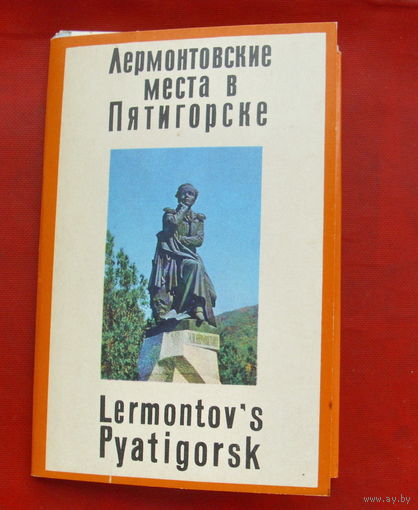 Лермонтовские
места в
Пятигорске
Lermontov's
Pyatigorsk
www.ay.by